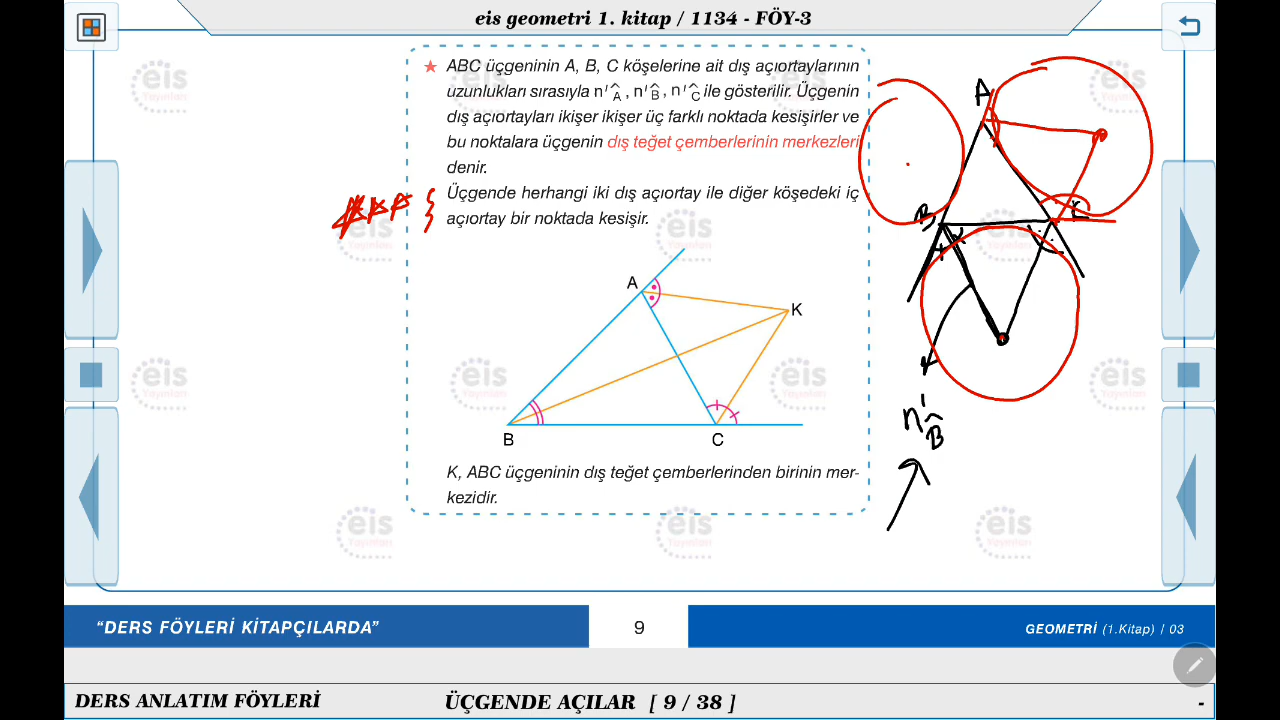 eis geometri 1. kitap / 1134 - FÖY-3
★ ABC üçgeninin A, B, C köşelerine ait dış açıortaylarının
uzunlukları sırasıyla n'Â, n'B̂, n'Ĉ ile gösterilir. Üçgenin
dış açıortayları ikişer ikişer üç farklı noktada kesişirler ve
bu noktalara üçgenin dış teğet çemberlerinin merkezleri
denir.
Üçgende herhangi iki dış açıortay ile diğer köşedeki iç
açıortay bir noktada kesişir.
A
K
B
C
K, ABC üçgeninin dış teğet çemberlerinden birinin mer-
kezidir.
A
B
n'B̂
eis Yayınları
"DERS FÖYLERİ KİTAPÇILARDA"
9
GEOMETRİ (1.Kitap) / 03
DERS ANLATIM FÖYLERİ
ÜÇGENDE AÇILAR [ 9 / 38 ]
-